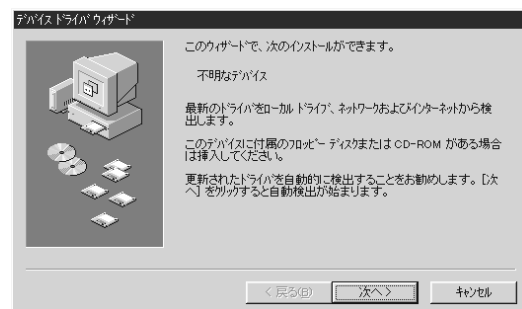 ﾃﾞﾊﾞｲｽ ﾄﾞﾗｲﾊﾞ ｳｨｻﾞｰﾄﾞ
このｳｨｻﾞｰﾄﾞで、次のｲﾝｽﾄｰﾙができます。
不明なﾃﾞﾊﾞｲｽ
最新のﾄﾞﾗｲﾊﾞをﾛｰｶﾙ ﾄﾞﾗｲﾌﾞ、ﾈｯﾄﾜｰｸおよびｲﾝﾀｰﾈｯﾄから検
出します。
このﾃﾞﾊﾞｲｽに付属のﾌﾛｯﾋﾟｰ ﾃﾞｨｽｸまたは CD-ROM がある場合
は挿入してください。
更新されたﾄﾞﾗｲﾊﾞを自動的に検出することをお勧めします。[次
へ] をｸﾘｯｸすると自動検出が始まります。
< 戻る(B)
次へ >
ｷｬﾝｾﾙ